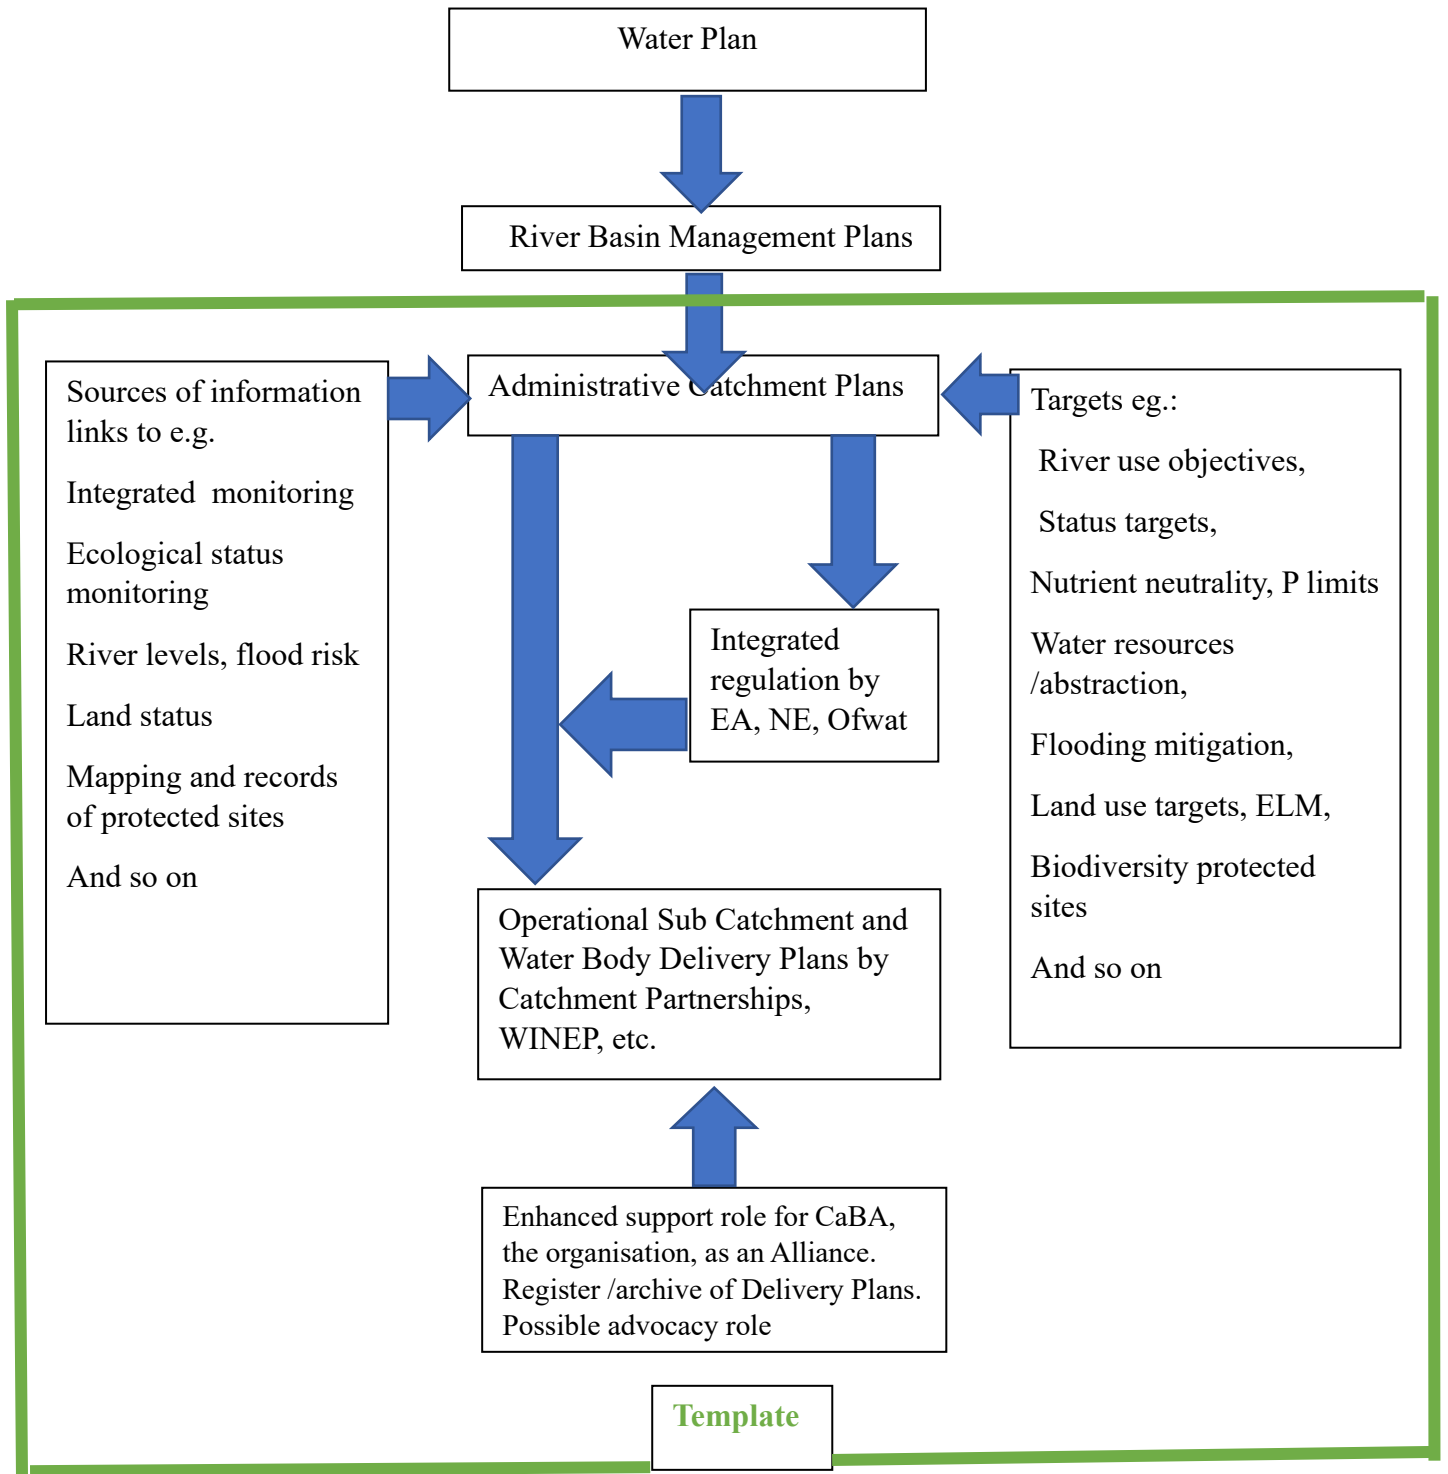 Water Plan
River Basin Management Plans
Sources of information
links to e.g.
Integrated  monitoring
Ecological status
monitoring
River levels, flood risk
Land status
Mapping and records
of protected sites
And so on
Administrative Catchment Plans
Targets eg.:
River use objectives,
Status targets,
Nutrient neutrality, P limits
Water resources
/abstraction,
Flooding mitigation,
Land use targets, ELM,
Biodiversity protected
sites
And so on
Integrated
regulation by
EA, NE, Ofwat
Operational Sub Catchment and
Water Body Delivery Plans by
Catchment Partnerships,
WINEP, etc.
Enhanced support role for CaBA,
the organisation, as an Alliance.
Register /archive of Delivery Plans.
Possible advocacy role
Template